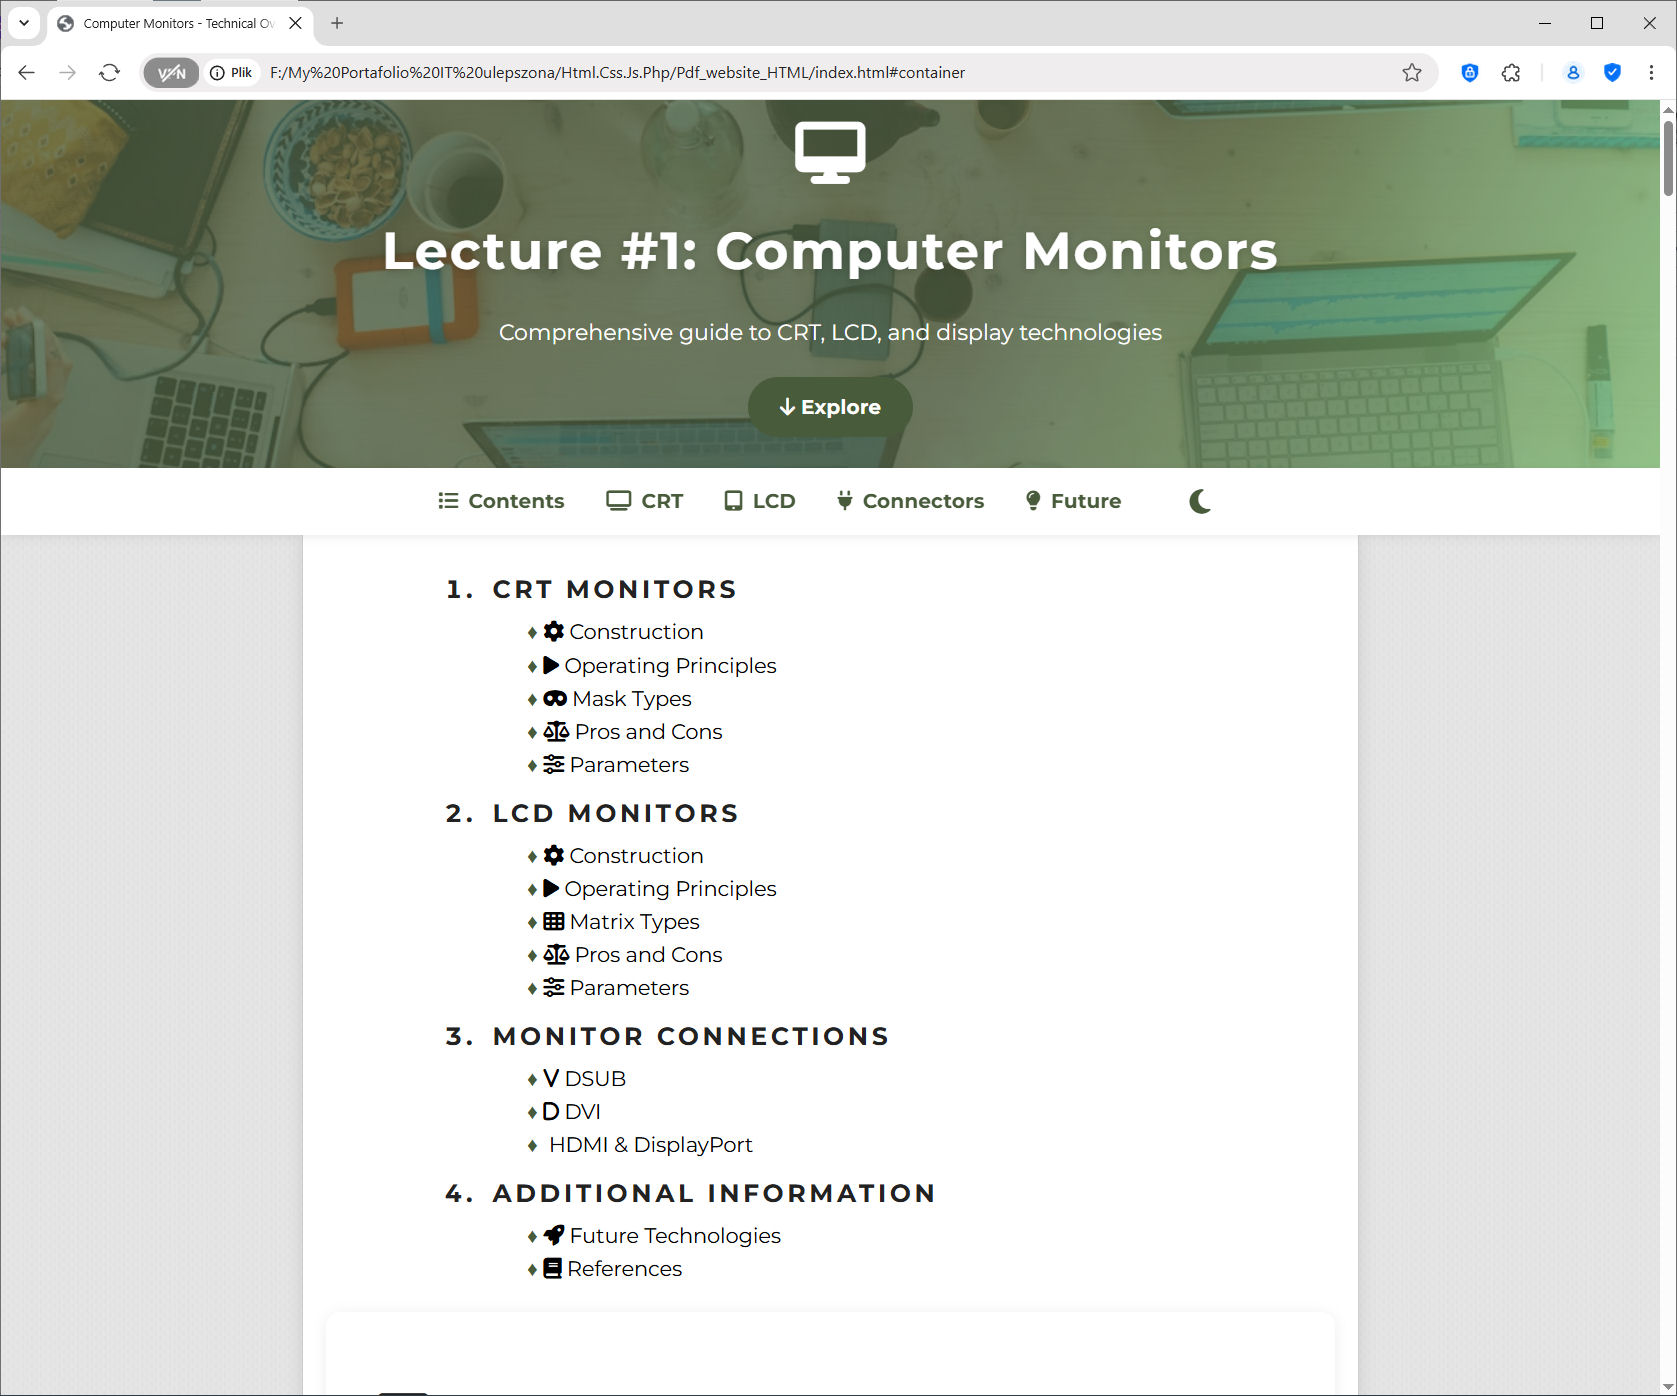 Computer Monitors - Technical Ov
VPN
Plik
F:/My%20Portafolio%20IT%20ulepszona/Html.Css.Js.Php/Pdf_website_HTML/index.html#container
Lecture #1: Computer Monitors
Comprehensive guide to CRT, LCD, and display technologies
Explore
Contents CRT LCD Connectors Future
1. CRT MONITORS
Construction
Operating Principles
Mask Types
Pros and Cons
Parameters
2. LCD MONITORS
Construction
Operating Principles
Matrix Types
Pros and Cons
Parameters
3. MONITOR CONNECTIONS
V DSUB
D DVI
HDMI & DisplayPort
4. ADDITIONAL INFORMATION
Future Technologies
References